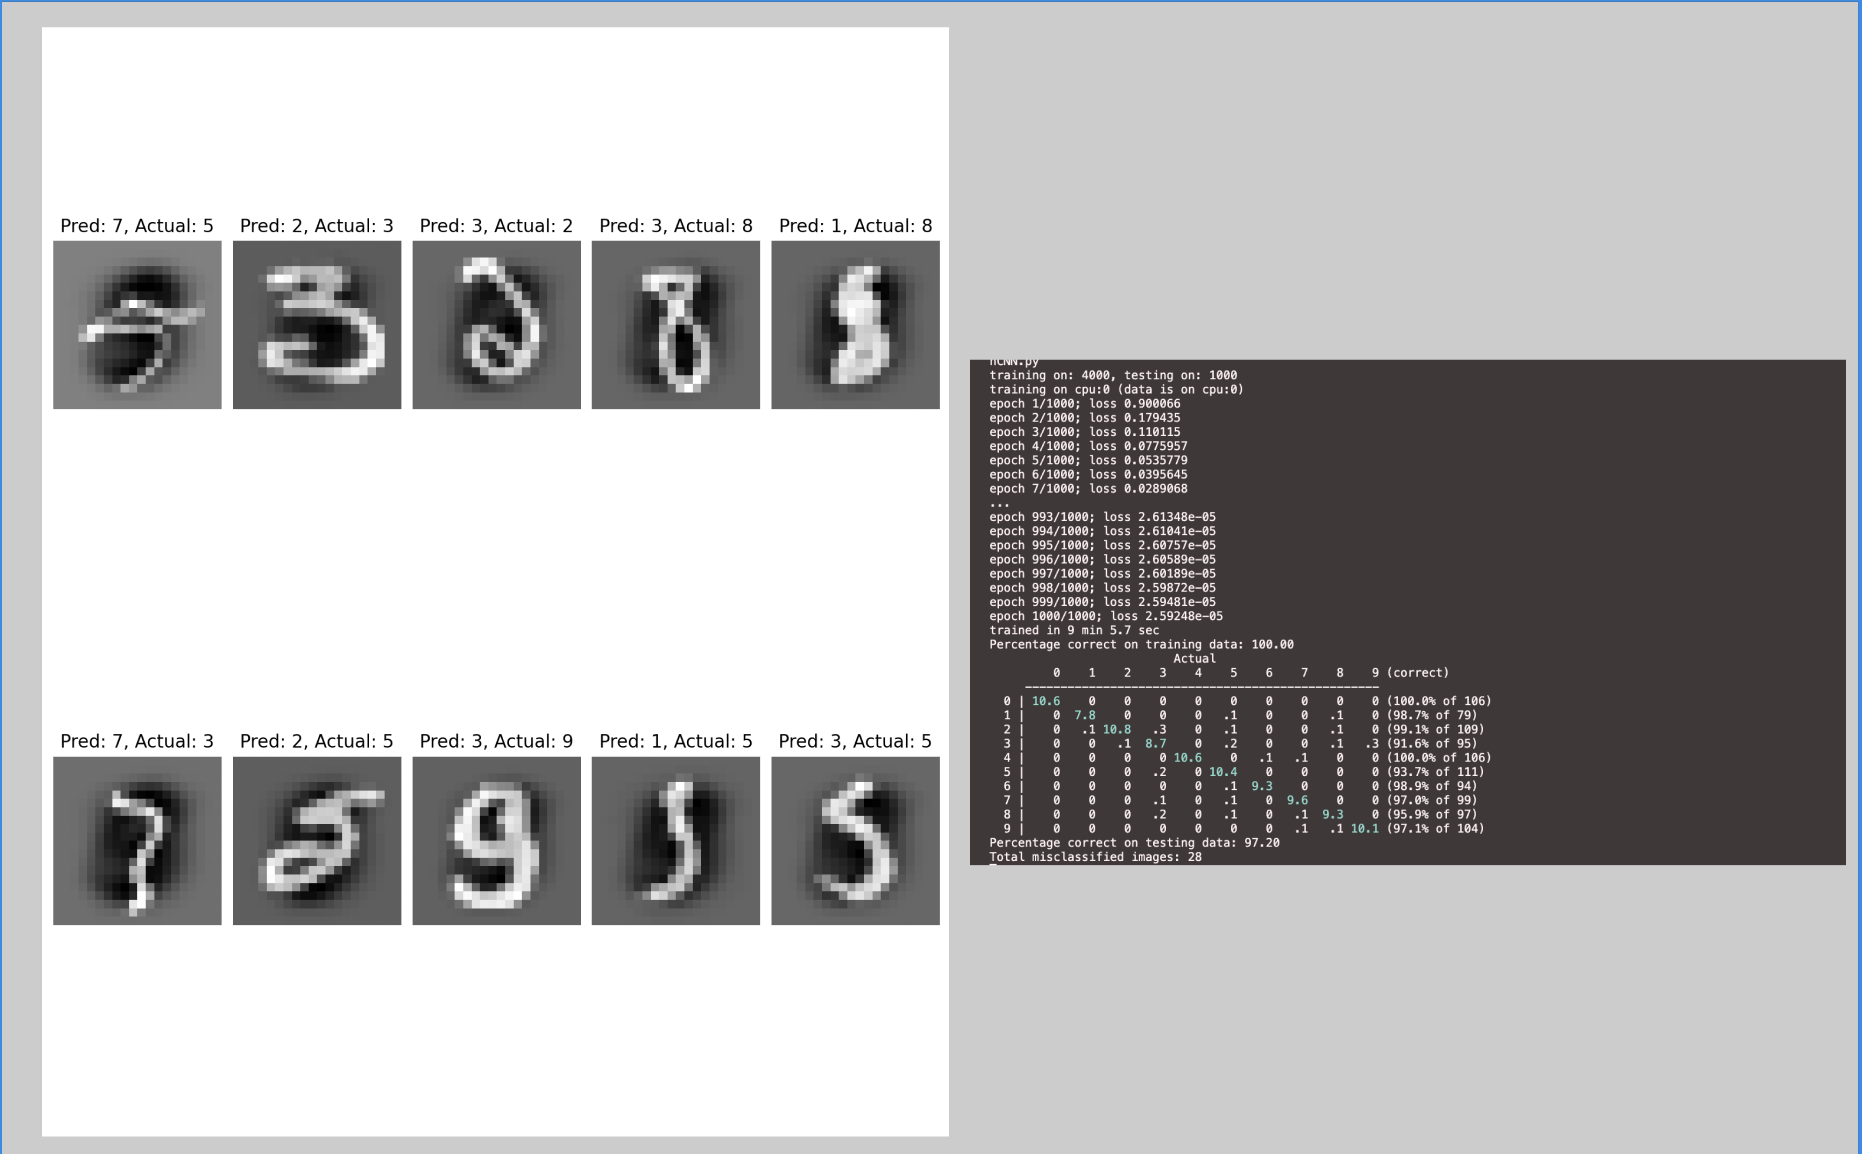 Pred: 7, Actual: 5 Pred: 2, Actual: 3 Pred: 3, Actual: 2 Pred: 3, Actual: 8 Pred: 1, Actual: 8
Pred: 7, Actual: 3 Pred: 2, Actual: 5 Pred: 3, Actual: 9 Pred: 1, Actual: 5 Pred: 3, Actual: 5
nCNN.py
training on: 4000, testing on: 1000
training on cpu:0 (data is on cpu:0)
epoch 1/1000; loss 0.900066
epoch 2/1000; loss 0.179435
epoch 3/1000; loss 0.110115
epoch 4/1000; loss 0.0775957
epoch 5/1000; loss 0.0535779
epoch 6/1000; loss 0.0395645
epoch 7/1000; loss 0.0289068
...
epoch 993/1000; loss 2.61348e-05
epoch 994/1000; loss 2.61041e-05
epoch 995/1000; loss 2.60757e-05
epoch 996/1000; loss 2.60589e-05
epoch 997/1000; loss 2.60189e-05
epoch 998/1000; loss 2.59872e-05
epoch 999/1000; loss 2.59481e-05
epoch 1000/1000; loss 2.59248e-05
trained in 9 min 5.7 sec
Percentage correct on training data: 100.00
Actual
0 1 2 3 4 5 6 7 8 9 (correct)
0 | 10.6 0 0 0 0 0 0 0 0 0 (100.0% of 106)
1 | 0 7.8 0 0 0 .1 0 0 .1 0 (98.7% of 79)
2 | 0 .1 10.8 .3 0 .1 0 0 .1 0 (99.1% of 109)
3 | 0 0 .1 8.7 0 .2 0 0 .1 .3 (91.6% of 95)
4 | 0 0 0 0 10.6 0 .1 .1 0 0 (100.0% of 106)
5 | 0 0 0 .2 0 10.4 0 0 0 0 (93.7% of 111)
6 | 0 0 0 0 0 .1 9.3 0 0 0 (98.9% of 94)
7 | 0 0 0 .1 0 .1 0 9.6 0 0 (97.0% of 99)
8 | 0 0 0 .2 0 .1 0 .1 9.3 0 (95.9% of 97)
9 | 0 0 0 0 0 0 0 .1 .1 10.1 (97.1% of 104)
Percentage correct on testing data: 97.20
Total misclassified images: 28